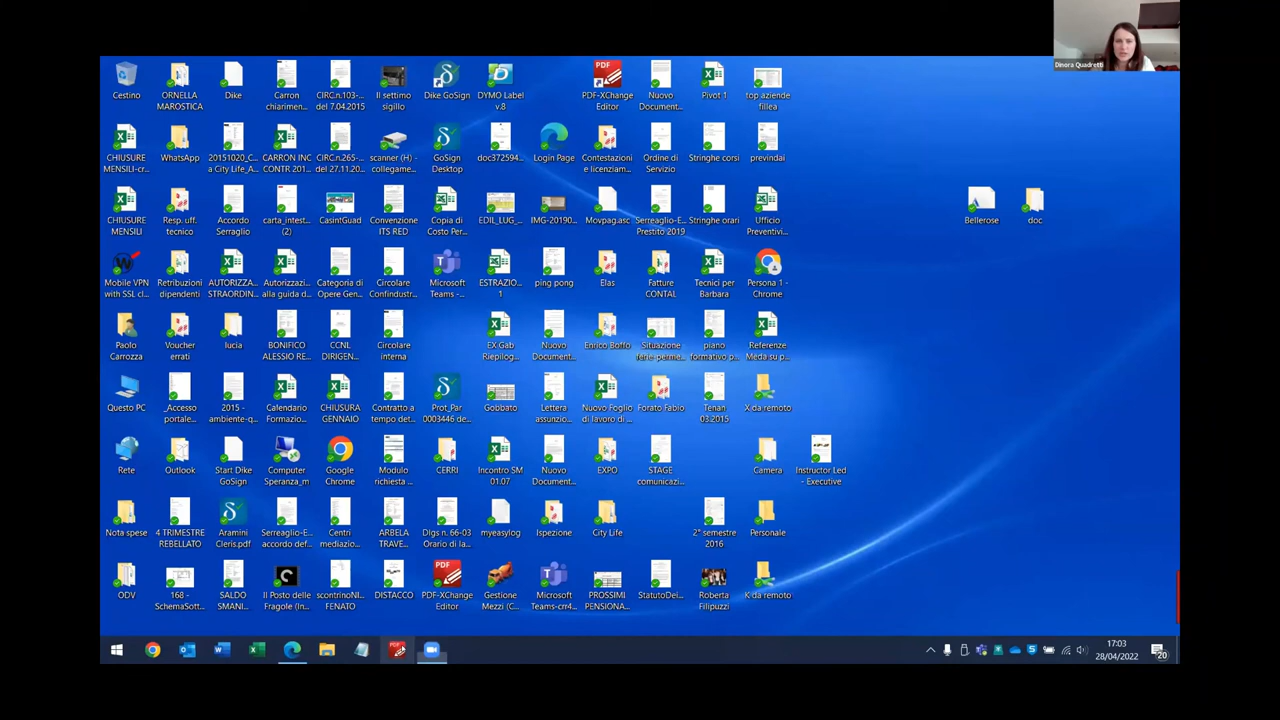 Dinora Quadretti
Cestino
ORNELLA
MAROSTICA
Dike
Carron
chiarimen...
CIRC.n.103-...
del 7.04.2015
Il settimo
sigillo
Dike GoSign
DYMO Label
v.8
PDF-XChange
Editor
Nuovo
Document...
Pivot 1
top aziende
fillea
CHIUSURE
MENSILI-cr...
WhatsApp
20151020_C...
a City Life_A...
CARRON INC
CONTR 201...
CIRC.n.265-...
del 27.11.20...
scanner (H) -
collegame...
GoSign
Desktop
doc372594...
Login Page
Contestazioni
e licenziam...
Ordine di
Servizio
Stringhe corsi
previndai
CHIUSURE
MENSILI
Resp. uff.
tecnico
Accordo
Serraglio
carta_intest...
(2)
CasintGuad
Convenzione
ITS RED
Copia di
Costo Per...
EDIL_LUG_...
IMG-20190...
Movpag.asc
Serreaglio-E...
Prestito 2019
Stringhe orari
Ufficio
Preventivi...
Bellerose
doc
Mobile VPN
with SSL cl...
Retribuzioni
dipendenti
AUTORIZZA...
STRAORDIN...
Autorizzazi...
alla guida d...
Categoria di
Opere Gen...
Circolare
Confindustr...
Microsoft
Teams -...
ESTRAZIO...
1
ping pong
Elas
Fatture
CONTAL
Tecnici per
Barbara
Persona 1 -
Chrome
Paolo
Carrozza
Voucher
errati
lucia
BONIFICO
ALESSIO RE...
CCNL
DIRIGEN...
Circolare
interna
EX Gab
Riepilog...
Nuovo
Document...
Enrico Boffo
Situazione
ferie-perme...
piano
formativo p...
Referenze
Meda su p...
Questo PC
_Accesso
portale...
2015 -
ambiente-q...
Calendario
Formazio...
CHIUSURA
GENNAIO
Contratto a
tempo det...
Prot_Par
0003446 de...
Gobbato
Lettera
assunzio...
Nuovo Foglio
di lavoro di...
Forato Fabio
Tenan
03.2015
X da remoto
Rete
Outlook
Start Dike
GoSign
Computer
Speranza_m
Google
Chrome
Modulo
richiesta ...
CERRI
Incontro SM
01.07
Nuovo
Document...
EXPO
STAGE
comunicazi...
Camera
Instructor Led
- Executive
Nota spese
4 TRIMESTRE
REBELLATO
Aramini
Cleris.pdf
Serreaglio-E...
accordo def...
Centri
mediazio...
ARBELA
TRAVE...
Dlgs n. 66-03
Orario di la...
myeasylog
Ispezione
City Life
2° semestre
2016
Personale
ODV
168 -
SchemaSott...
SALDO
SMANI...
Il Posto delle
Fragole (In...
scontrinoNI...
FENATO
DISTACCO
PDF-XChange
Editor
Gestione
Mezzi (C...
Microsoft
Teams-crr4...
PROSSIMI
PENSIONA...
StatutoDei...
Roberta
Filipuzzi
K da remoto
17:03
28/04/2022
20